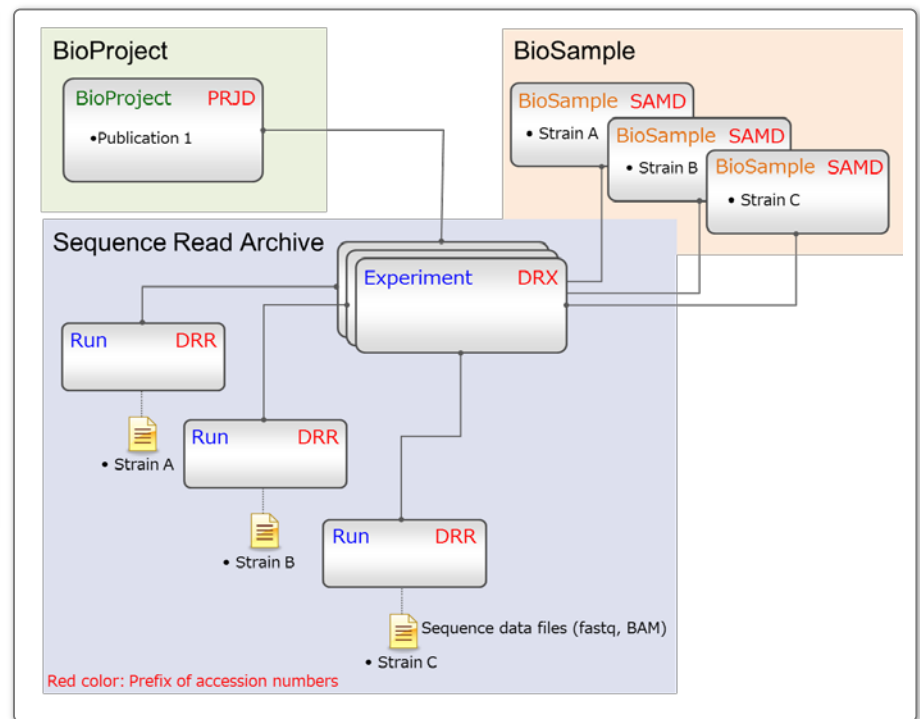 BioProject
BioProject PRJD
•Publication 1
BioSample
BioSample SAMD
• Strain A
BioSample SAMD
• Strain B
BioSample SAMD
• Strain C
Sequence Read Archive
Experiment DRX
Run DRR
• Strain A
Run DRR
• Strain B
Run DRR
Sequence data files (fastq, BAM)
• Strain C
Red color: Prefix of accession numbers